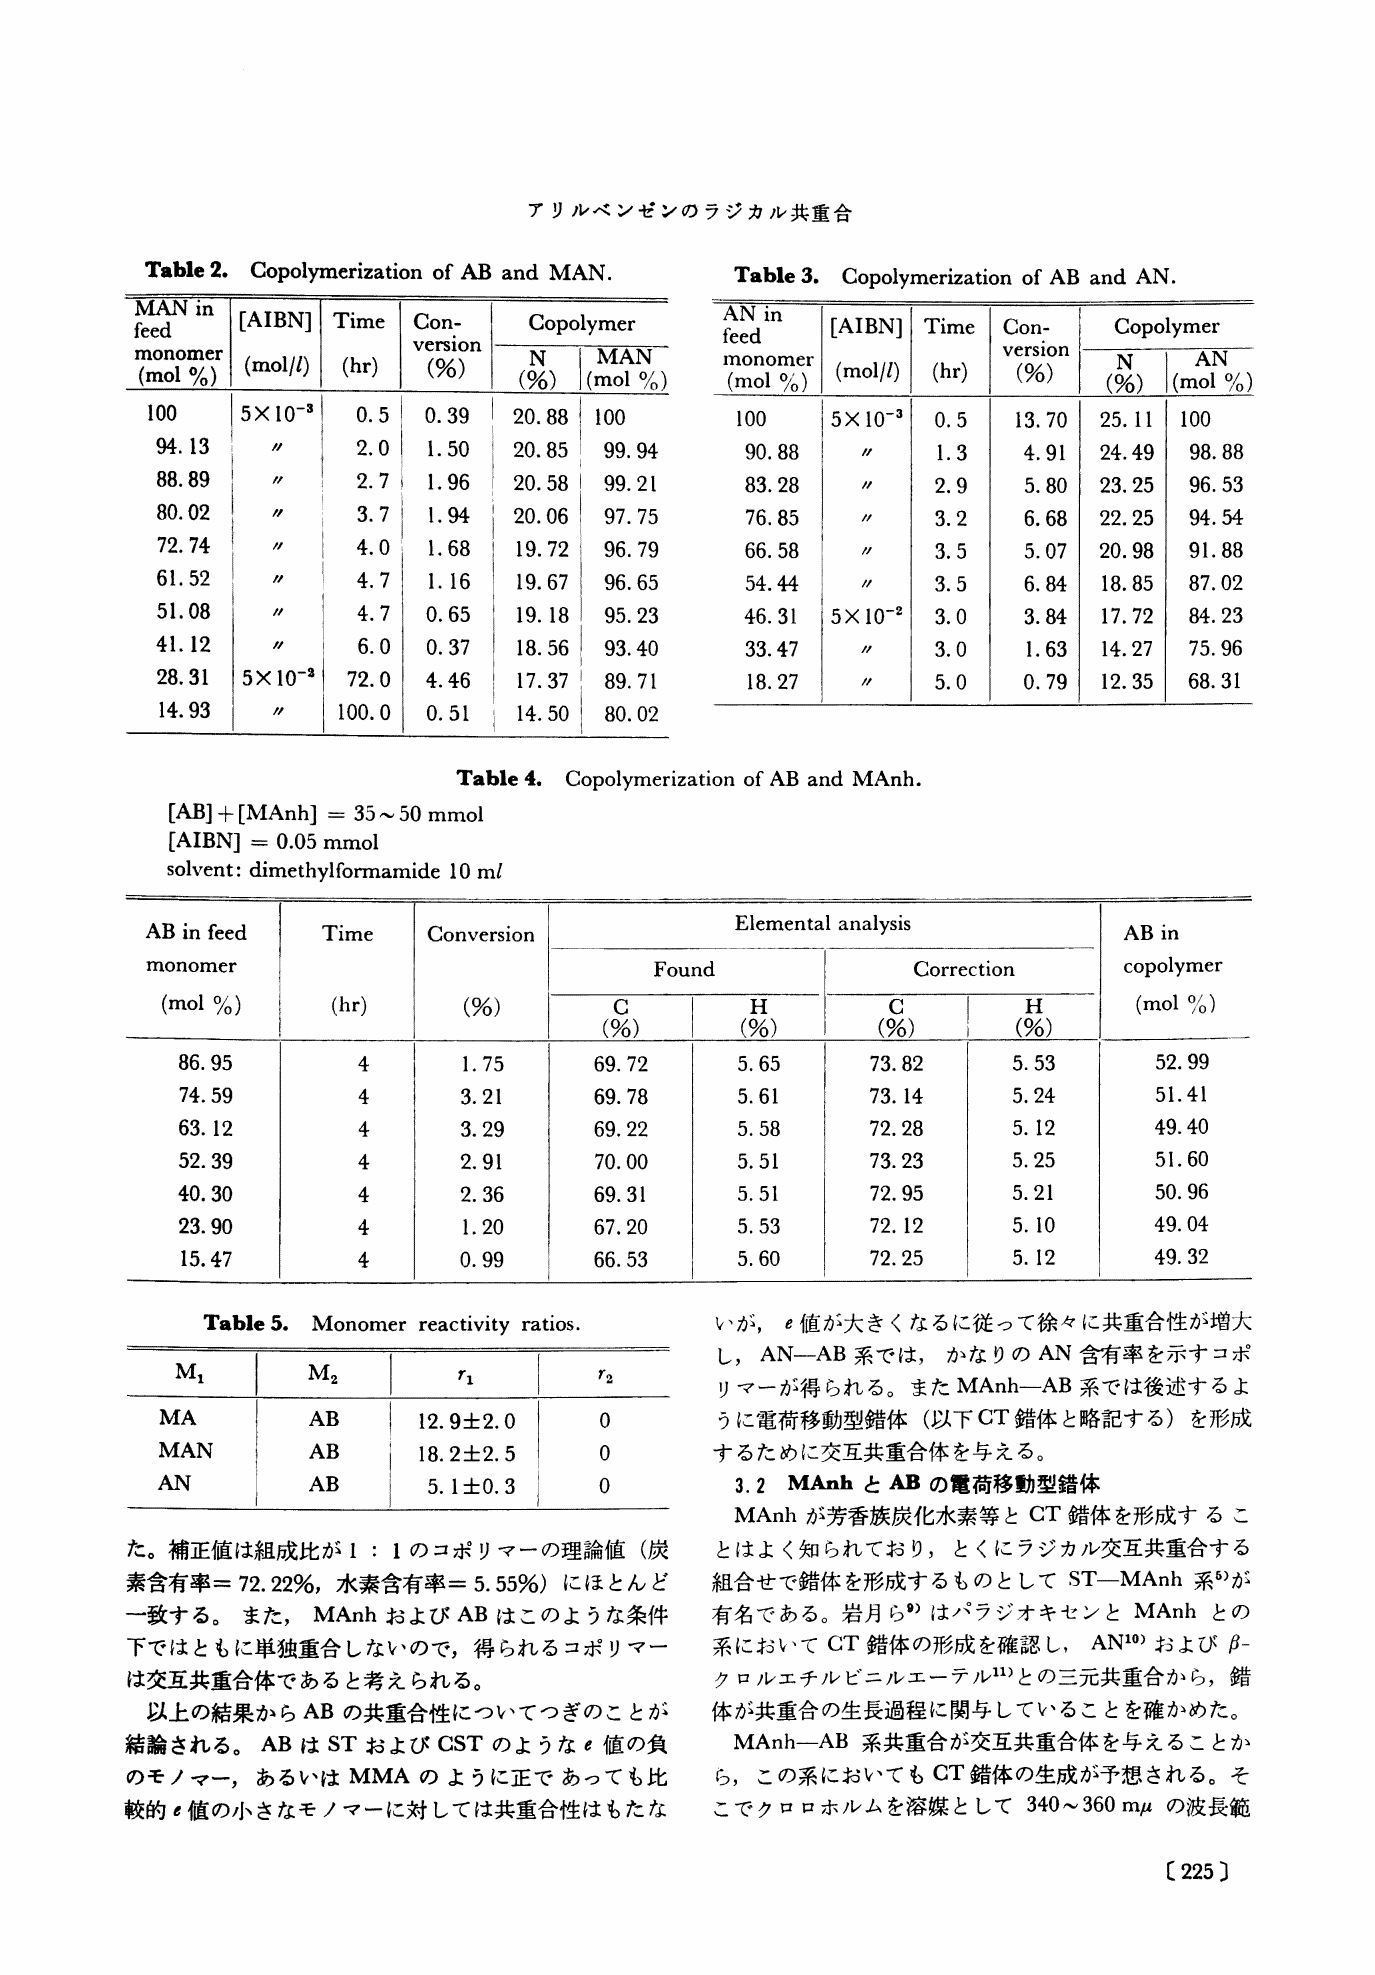 アリルベンゼンのラジカル共重合
Table 2. Copolymerization of AB and MAN.
MAN in feed monomer (mol %) [AIBN] (mol/l) Time (hr) Con-version (%) Copolymer N (%) MAN (mol %)
100 5×10⁻³ 0.5 0.39 20.88 100
94.13 〃 2.0 1.50 20.85 99.94
88.89 〃 2.7 1.96 20.58 99.21
80.02 〃 3.7 1.94 20.06 97.75
72.74 〃 4.0 1.68 19.72 96.79
61.52 〃 4.7 1.16 19.67 96.65
51.08 〃 4.7 0.65 19.18 95.23
41.12 〃 6.0 0.37 18.56 93.40
28.31 5×10⁻² 72.0 4.46 17.37 89.71
14.93 〃 100.0 0.51 14.50 80.02
Table 3. Copolymerization of AB and AN.
AN in feed monomer (mol %) [AIBN] (mol/l) Time (hr) Con-version (%) Copolymer N (%) AN (mol %)
100 5×10⁻³ 0.5 13.70 25.11 100
90.88 〃 1.3 4.91 24.49 98.88
83.28 〃 2.9 5.80 23.25 96.53
76.85 〃 3.2 6.68 22.25 94.54
66.58 〃 3.5 5.07 20.98 91.88
54.44 〃 3.5 6.84 18.85 87.02
46.31 5×10⁻² 3.0 3.84 17.72 84.23
33.47 〃 3.0 1.63 14.27 75.96
18.27 〃 5.0 0.79 12.35 68.31
Table 4. Copolymerization of AB and MAnh.
[AB]+[MAnh] = 35~50 mmol
[AIBN] = 0.05 mmol
solvent: dimethylformamide 10 ml
AB in feed monomer (mol %) Time (hr) Conversion (%) Elemental analysis Found C (%) H (%) Correction C (%) H (%) AB in copolymer (mol %)
86.95 4 1.75 69.72 5.65 73.82 5.53 52.99
74.59 4 3.21 69.78 5.61 73.14 5.24 51.41
63.12 4 3.29 69.22 5.58 72.28 5.12 49.40
52.39 4 2.91 70.00 5.51 73.23 5.25 51.60
40.30 4 2.36 69.31 5.51 72.95 5.21 50.96
23.90 4 1.20 67.20 5.53 72.12 5.10 49.04
15.47 4 0.99 66.53 5.60 72.25 5.12 49.32
Table 5. Monomer reactivity ratios.
M₁ M₂ r₁ r₂
MA AB 12.9±2.0 0
MAN AB 18.2±2.5 0
AN AB 5.1±0.3 0
た。補正値は組成比が 1 : 1 のコポリマーの理論値（炭
素含有率= 72.22%, 水素含有率= 5.55%）にほとんど
一致する。また， MAnh および AB はこのような条件
下ではともに単独重合しないので，得られるコポリマー
は交互共重合体であると考えられる。
以上の結果から AB の共重合性についてつぎのことが
結論される。 AB は ST および CST のような e 値の負
のモノマー，あるいは MMA のように正であっても比
較的 e 値の小さなモノマーに対しては共重合性はもたな
いが， e 値が大きくなるに従って徐々に共重合性が増大
し， AN—AB 系では，かなりの AN 含有率を示すコポ
リマーが得られる。また MAnh—AB 系では後述するよ
うに電荷移動型錯体（以下 CT 錯体と略記する）を形成
するために交互共重合体を与える。
3.2 MAnh と AB の電荷移動型錯体
MAnh が芳香族炭化水素等と CT 錯体を形成するこ
とはよく知られており，とくにラジカル交互共重合する
組合せで錯体を形成するものとして ST—MAnh 系⁵⁾が
有名である。岩月ら⁹⁾ はパラジオキセンと MAnh との
系において CT 錯体の形成を確認し， AN¹⁰⁾ および β-
クロルエチルビニルエーテル¹¹⁾との三元共重合から，錯
体が共重合の生長過程に関与していることを確かめた。
MAnh—AB 系共重合が交互共重合体を与えることか
ら，この系においても CT 錯体の生成が予想される。そ
こでクロロホルムを溶媒として 340~360 mμ の波長範
〔 225 〕